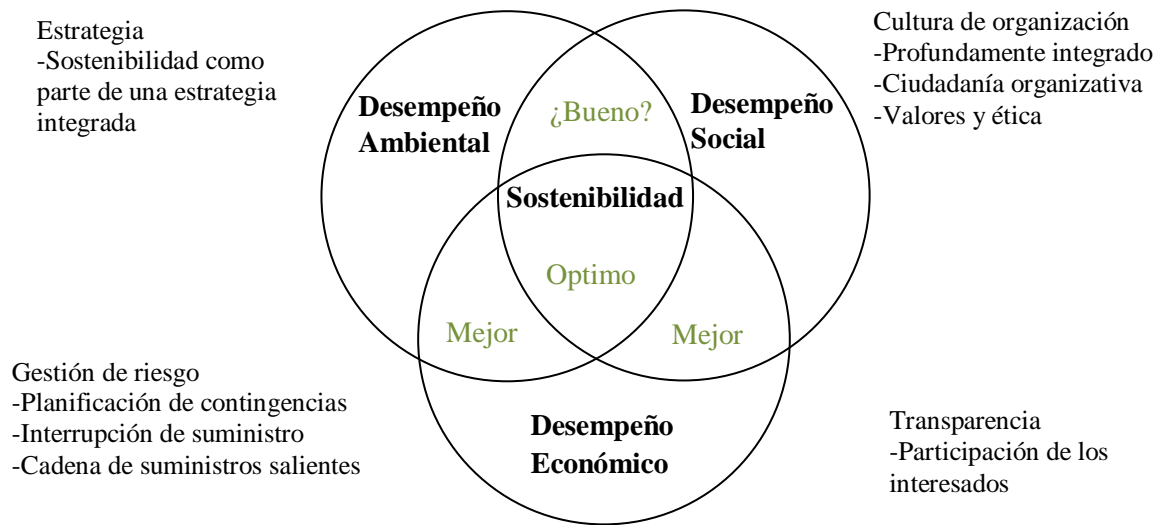 Estrategia
-Sostenibilidad como
parte de una estrategia
integrada
Cultura de organización
-Profundamente integrado
-Ciudadanía organizativa
-Valores y ética
Desempeño
Ambiental
¿Bueno?
Desempeño
Social
Sostenibilidad
Optimo
Mejor
Mejor
Desempeño
Económico
Gestión de riesgo
-Planificación de contingencias
-Interrupción de suministro
-Cadena de suministros salientes
Transparencia
-Participación de los
interesados